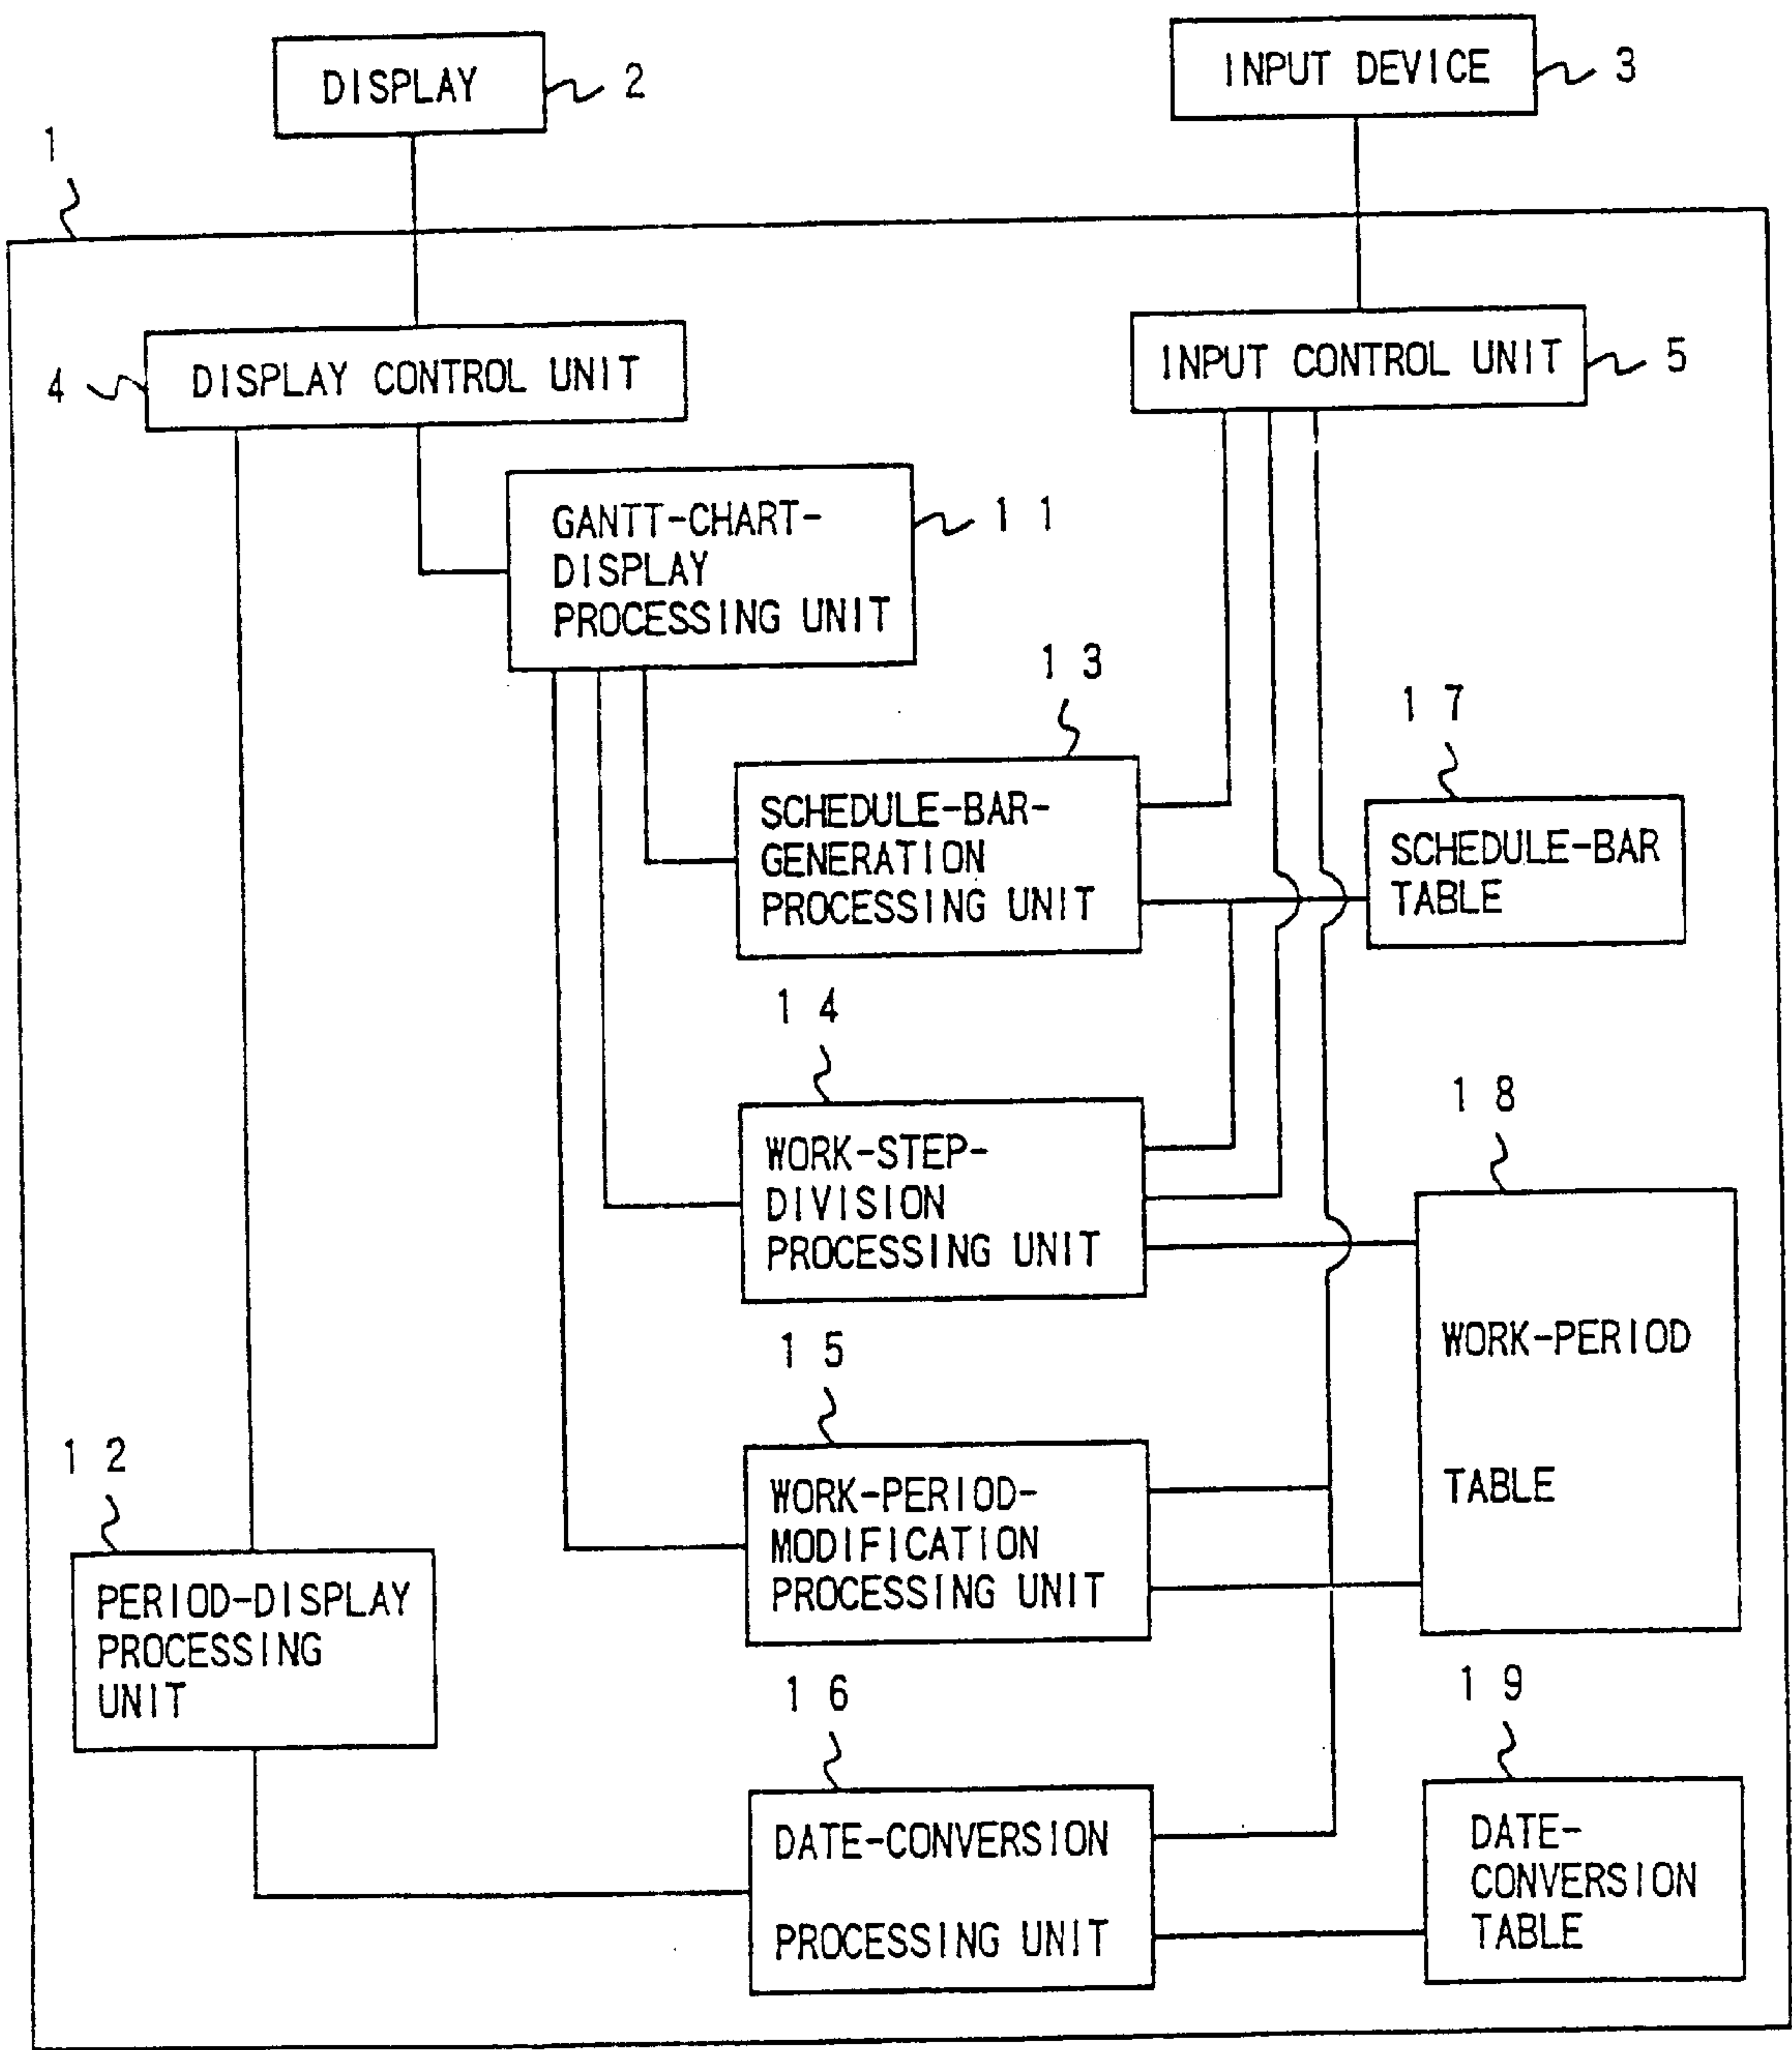 DISPLAY
2
INPUT DEVICE
3
1
4
DISPLAY CONTROL UNIT
INPUT CONTROL UNIT
5
GANTT-CHART-
DISPLAY
PROCESSING UNIT
1 1
1 3
SCHEDULE-BAR-
GENERATION
PROCESSING UNIT
1 7
SCHEDULE-BAR
TABLE
1 4
WORK-STEP-
DIVISION
PROCESSING UNIT
1 8
WORK-PERIOD
TABLE
1 5
WORK-PERIOD-
MODIFICATION
PROCESSING UNIT
1 2
PERIOD-DISPLAY
PROCESSING
UNIT
1 6
DATE-CONVERSION
PROCESSING UNIT
1 9
DATE-
CONVERSION
TABLE